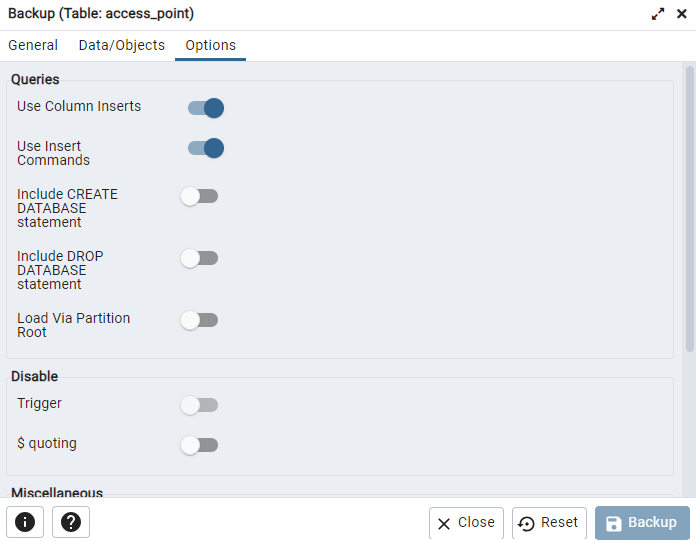 Backup (Table: access_point)
General Data/Objects Options
Queries
Use Column Inserts
Use Insert
Commands
Include CREATE
DATABASE
statement
Include DROP
DATABASE
statement
Load Via Partition
Root
Disable
Trigger
$ quoting
Miscellaneous
Close Reset Backup